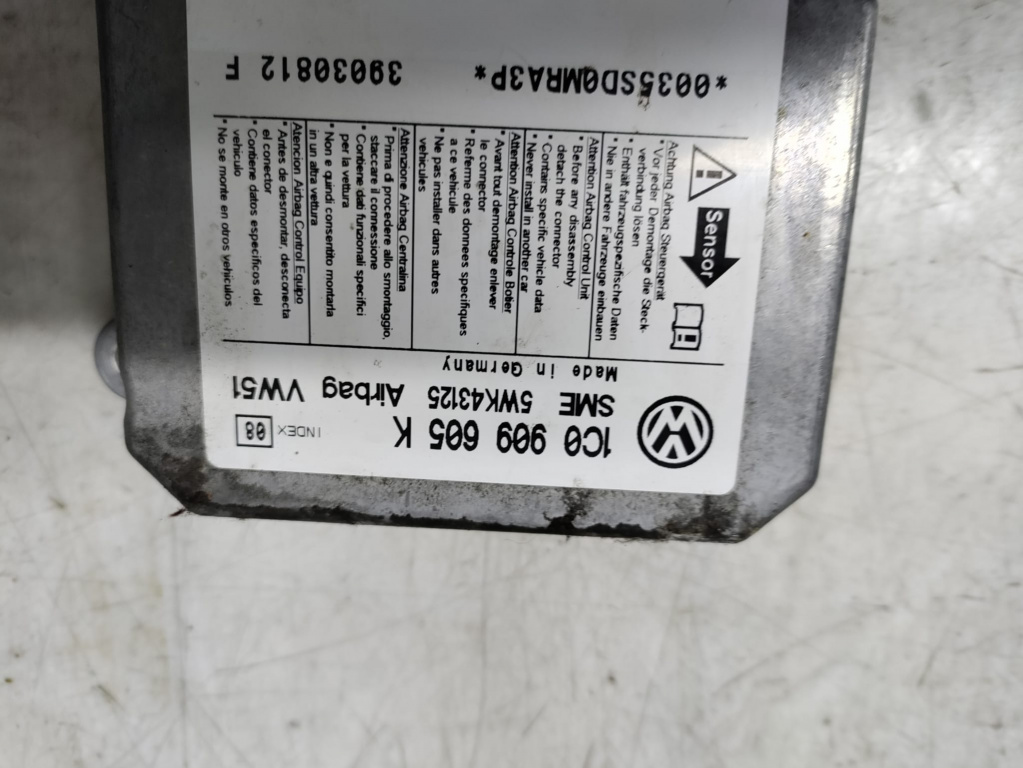 1C0 909 605 K INDEX 08
SME 5WK43125 Airbag VW51
Made in Germany
Sensor
Achtung Airbag Steuergerät
* Vor jeder Demontage die Steck-
verbindung lösen
* Enthält fahrzeugspezifische Daten
* Nie in andere Fahrzeuge einbauen
Attention Airbag Control Unit
* Before any disassembly
detach the connector
* Contains specific vehicle data
* Never install in another car
Attention Airbag Controle Boîtier
* Avant tout demontage enlever
le connector
* Referme des donnees specifiques
a ce vehicule
* Ne pas installer dans autres
vehicules
Attenzione Airbag Centralina
* Prima di procedere allo smontaggio,
staccare il connessione
* Contiene dati funzionali specifici
per la vettura
* Non e quindi consentito montarla
in un altra vettura
Atencion Airbag Control Equipo
* Antes de desmontar, desconecta
el conector
* Contiene datos especificos del
vehiculo
* No se monte en otros vehiculos
*0035SD0MRA3P* 39030812 F